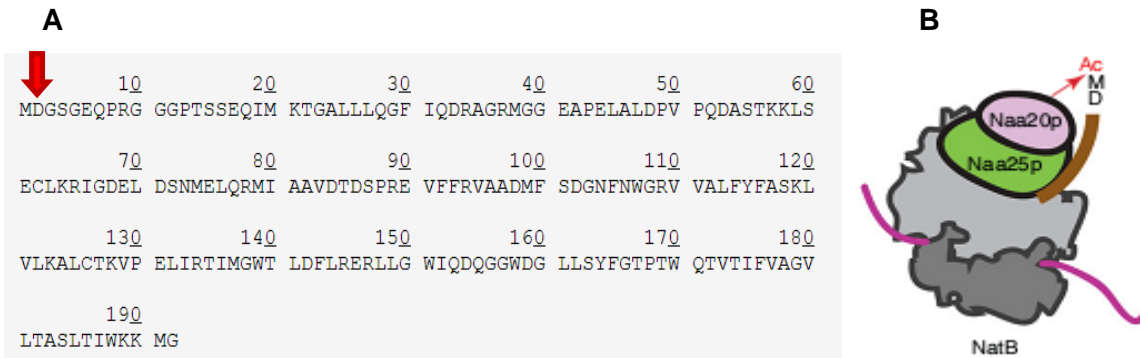 A
B
10 20 30 40 50 60
MDGSGEQPRG GGPTSSEQIM KTGALLLQGF IQDRAGRMGG EAPELALDPV PQDASTKKLS
70 80 90 100 110 120
ECLKRIGDEL DSNMELQRMI AAVDTDSPRE VFFRVAADMF SDGNFNWGRV VALFYFASKL
130 140 150 160 170 180
VLKALCTKVP ELIRTIMGWT LDFLRERLLG WIQDQGGWDG LLSYFGTPTW QTVTIFVAGV
190
LTASLTIWKK MG
Ac
M
D
Naa20p
Naa25p
NatB